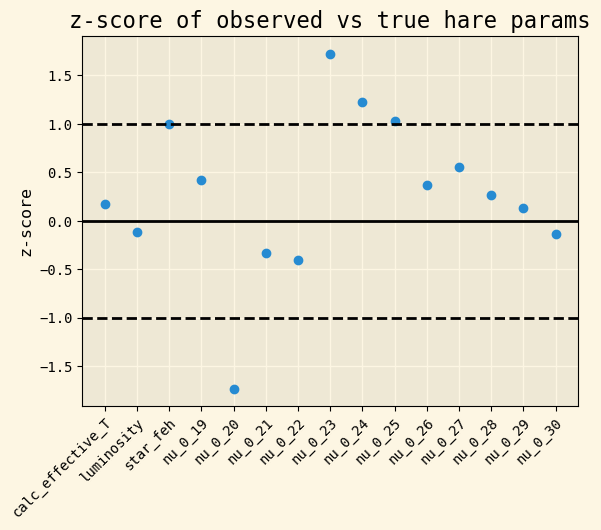 z-score of observed vs true hare params
z-score
1.5
1.0
0.5
0.0
−0.5
−1.0
−1.5
calc_effective_T
luminosity
star_feh
nu_0_19
nu_0_20
nu_0_21
nu_0_22
nu_0_23
nu_0_24
nu_0_25
nu_0_26
nu_0_27
nu_0_28
nu_0_29
nu_0_30